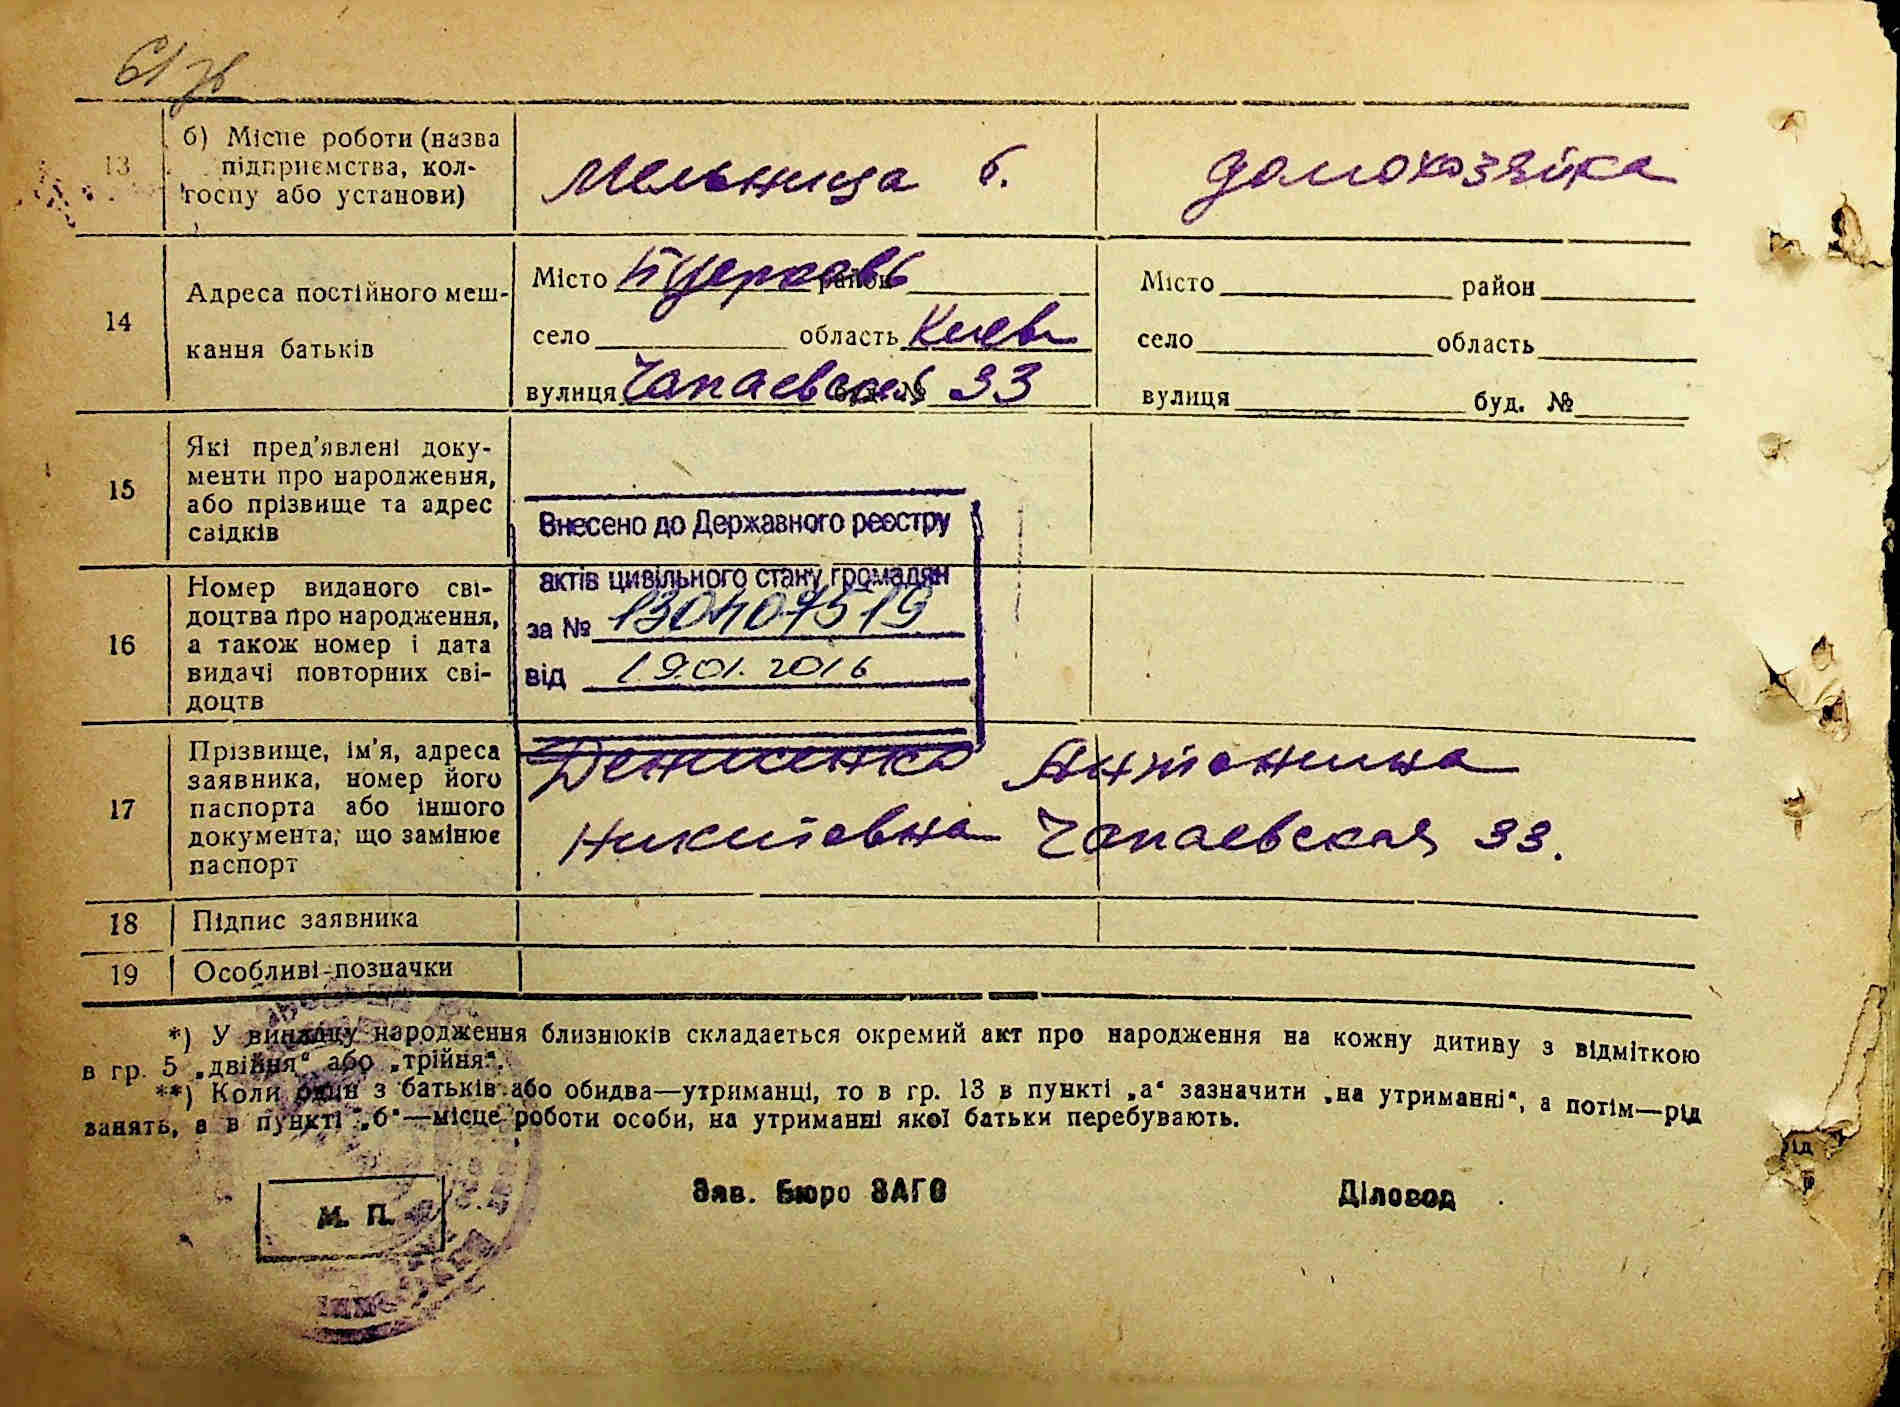 61 зв
13
б) Місце роботи (назва
підприємства, кол-
госпу або установи)
Мельница б.
домохозяйка
14
Адреса постійного меш-
кання батьків
Місто Б Церковь район
село область Киев
вулиця Чапаевская буд. № 33
Місто район
село область
вулиця буд. №
15
Які пред’явлені доку-
менти про народження,
або прізвище та адрес
свідків
Внесено до Державного реєстру
актів цивільного стану громадян
за № 130407519
від 19.01.2016
16
Номер виданого сві-
доцтва про народження,
а також номер і дата
видачі повторних сві-
доцтв
17
Прізвище, ім’я, адреса
заявника, номер його
паспорта або іншого
документа, що замінює
паспорт
Денисенко Антонина
Никитовна Чапаевская 33.
18 Підпис заявника
19 Особливі позначки
*) У випадку народження близнюків складається окремий акт про народження на кожну дитиву з відміткою
в гр. 5 „двійня“ або „трійня“.
**) Коли один з батьків або обидва—утриманці, то в гр. 13 в пункті „а“ зазначити „на утриманні“, а потім—рід
занять, а в пункті „б“—місце роботи особи, на утриманні якої батьки перебувають.
М. П.
Зав. Бюро ЗАГС
Діловод